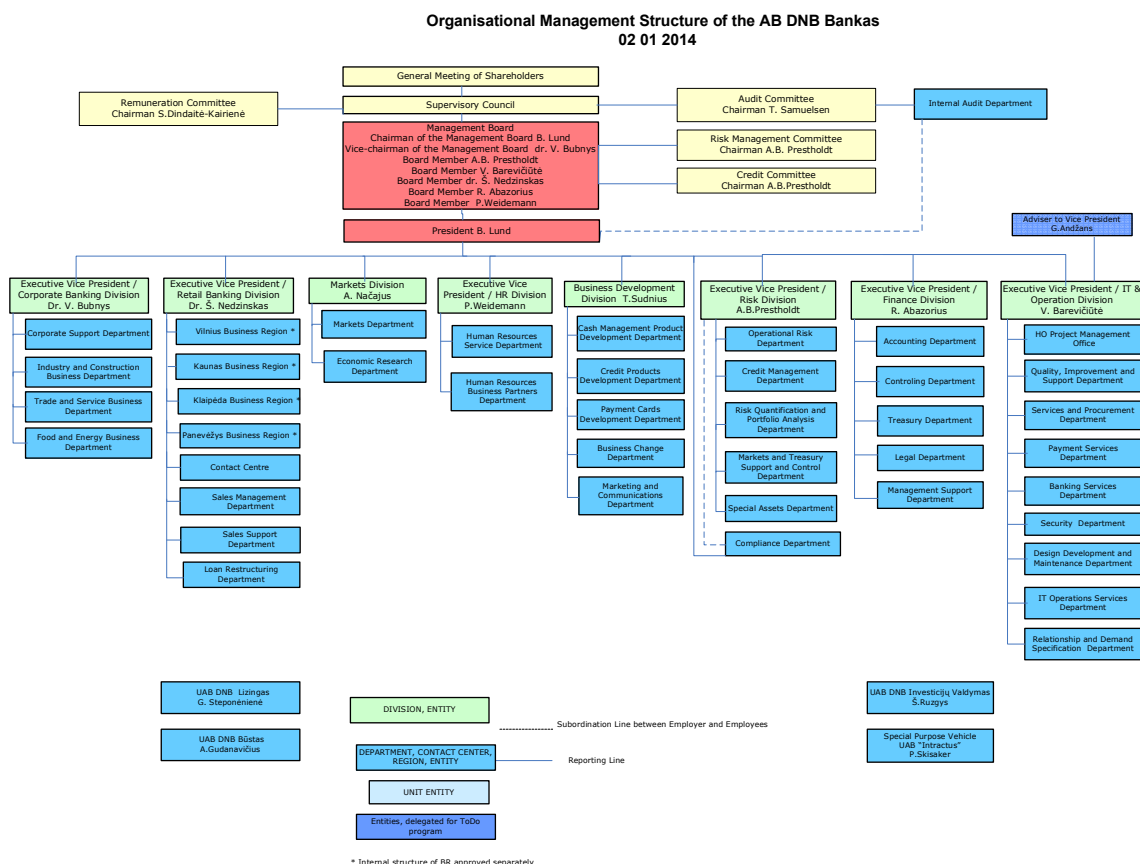 Organisational Management Structure of the AB DNB Bankas
02 01 2014
General Meeting of Shareholders
Remuneration Committee
Chairman S.Dindaitė-Kairienė
Supervisory Council
Audit Committee
Chairman T. Samuelsen
Internal Audit Department
Management Board
Chairman of the Management Board B. Lund
Vice-chairman of the Management Board dr. V. Bubnys
Board Member A.B. Prestholdt
Board Member V. Barevičiūtė
Board Member dr. Š. Nedzinskas
Board Member R. Abazorius
Board Member P.Weidemann
Risk Management Committee
Chairman A.B. Prestholdt
Credit Committee
Chairman A.B.Prestholdt
President B. Lund
Adviser to Vice President
G.Andžans
Executive Vice President /
Corporate Banking Division
Dr. V. Bubnys
Corporate Support Department
Industry and Construction
Business Department
Trade and Service Business
Department
Food and Energy Business
Department
Executive Vice President /
Retail Banking Division
Dr. Š. Nedzinskas
Vilnius Business Region *
Kaunas Business Region *
Klaipėda Business Region *
Panevėžys Business Region *
Contact Centre
Sales Management
Department
Sales Support
Department
Loan Restructuring
Department
Markets Division
A. Načajus
Markets Department
Economic Research
Department
Executive Vice
President / HR Division
P.Weidemann
Human Resources
Service Department
Human Resources
Business Partners
Department
Business Development
Division T.Sudnius
Cash Management Product
Development Department
Credit Products
Development Department
Payment Cards
Development Department
Business Change
Department
Marketing and
Communications
Department
Executive Vice President /
Risk Division
A.B.Prestholdt
Operational Risk
Department
Credit Management
Department
Risk Quantification and
Portfolio Analysis
Department
Markets and Treasury
Support and Control
Department
Special Assets Department
Compliance Department
Executive Vice President /
Finance Division
R. Abazorius
Accounting Department
Controling Department
Treasury Department
Legal Department
Management Support
Department
Executive Vice President / IT &
Operation Division
V. Barevičiūtė
HO Project Management
Office
Quality, Improvement and
Support Department
Services and Procurement
Department
Payment Services
Department
Banking Services
Department
Security Department
Design Development and
Maintenance Department
IT Operations Services
Department
Relationship and Demand
Specification Department
UAB DNB Lizingas
G. Steponėnienė
UAB DNB Būstas
A.Gudanavičius
DIVISION, ENTITY
Subordination Line between Employer and Employees
DEPARTMENT, CONTACT CENTER,
REGION, ENTITY
Reporting Line
UNIT ENTITY
Entities, delegated for ToDo
program
UAB DNB Investicijų Valdymas
Š.Ruzgys
Special Purpose Vehicle
UAB "Intractus"
P.Skisaker
* Internal structure of BR approved separately